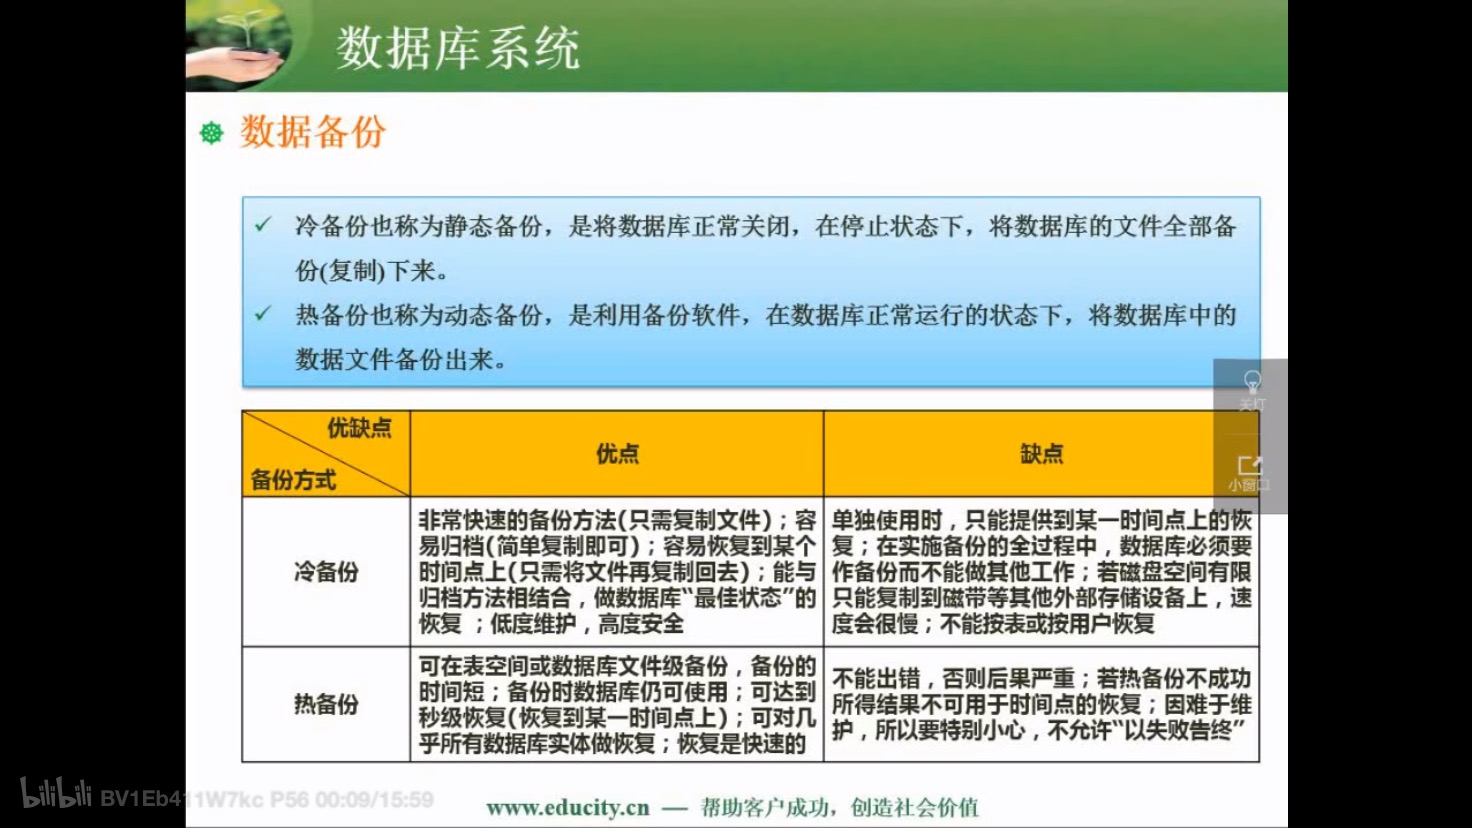 数据库系统
数据备份
冷备份也称为静态备份，是将数据库正常关闭，在停止状态下，将数据库的文件全部备
份(复制)下来。
热备份也称为动态备份，是利用备份软件，在数据库正常运行的状态下，将数据库中的
数据文件备份出来。
关灯
小窗口
优缺点
备份方式
优点
缺点
冷备份
非常快速的备份方法(只需复制文件)；容
易归档(简单复制即可)；容易恢复到某个
时间点上(只需将文件再复制回去)；能与
归档方法相结合，做数据库“最佳状态”的
恢复 ；低度维护，高度安全
单独使用时，只能提供到某一时间点上的恢
复；在实施备份的全过程中，数据库必须要
作备份而不能做其他工作；若磁盘空间有限
只能复制到磁带等其他外部存储设备上，速
度会很慢；不能按表或按用户恢复
热备份
可在表空间或数据库文件级备份，备份的
时间短；备份时数据库仍可使用；可达到
秒级恢复(恢复到某一时间点上)；可对几
乎所有数据库实体做恢复；恢复是快速的
不能出错，否则后果严重；若热备份不成功
所得结果不可用于时间点的恢复；因难于维
护，所以要特别小心，不允许“以失败告终”
bilibili BV1Eb411W7kc P56 00:09/15:59
www.educity.cn — 帮助客户成功，创造社会价值